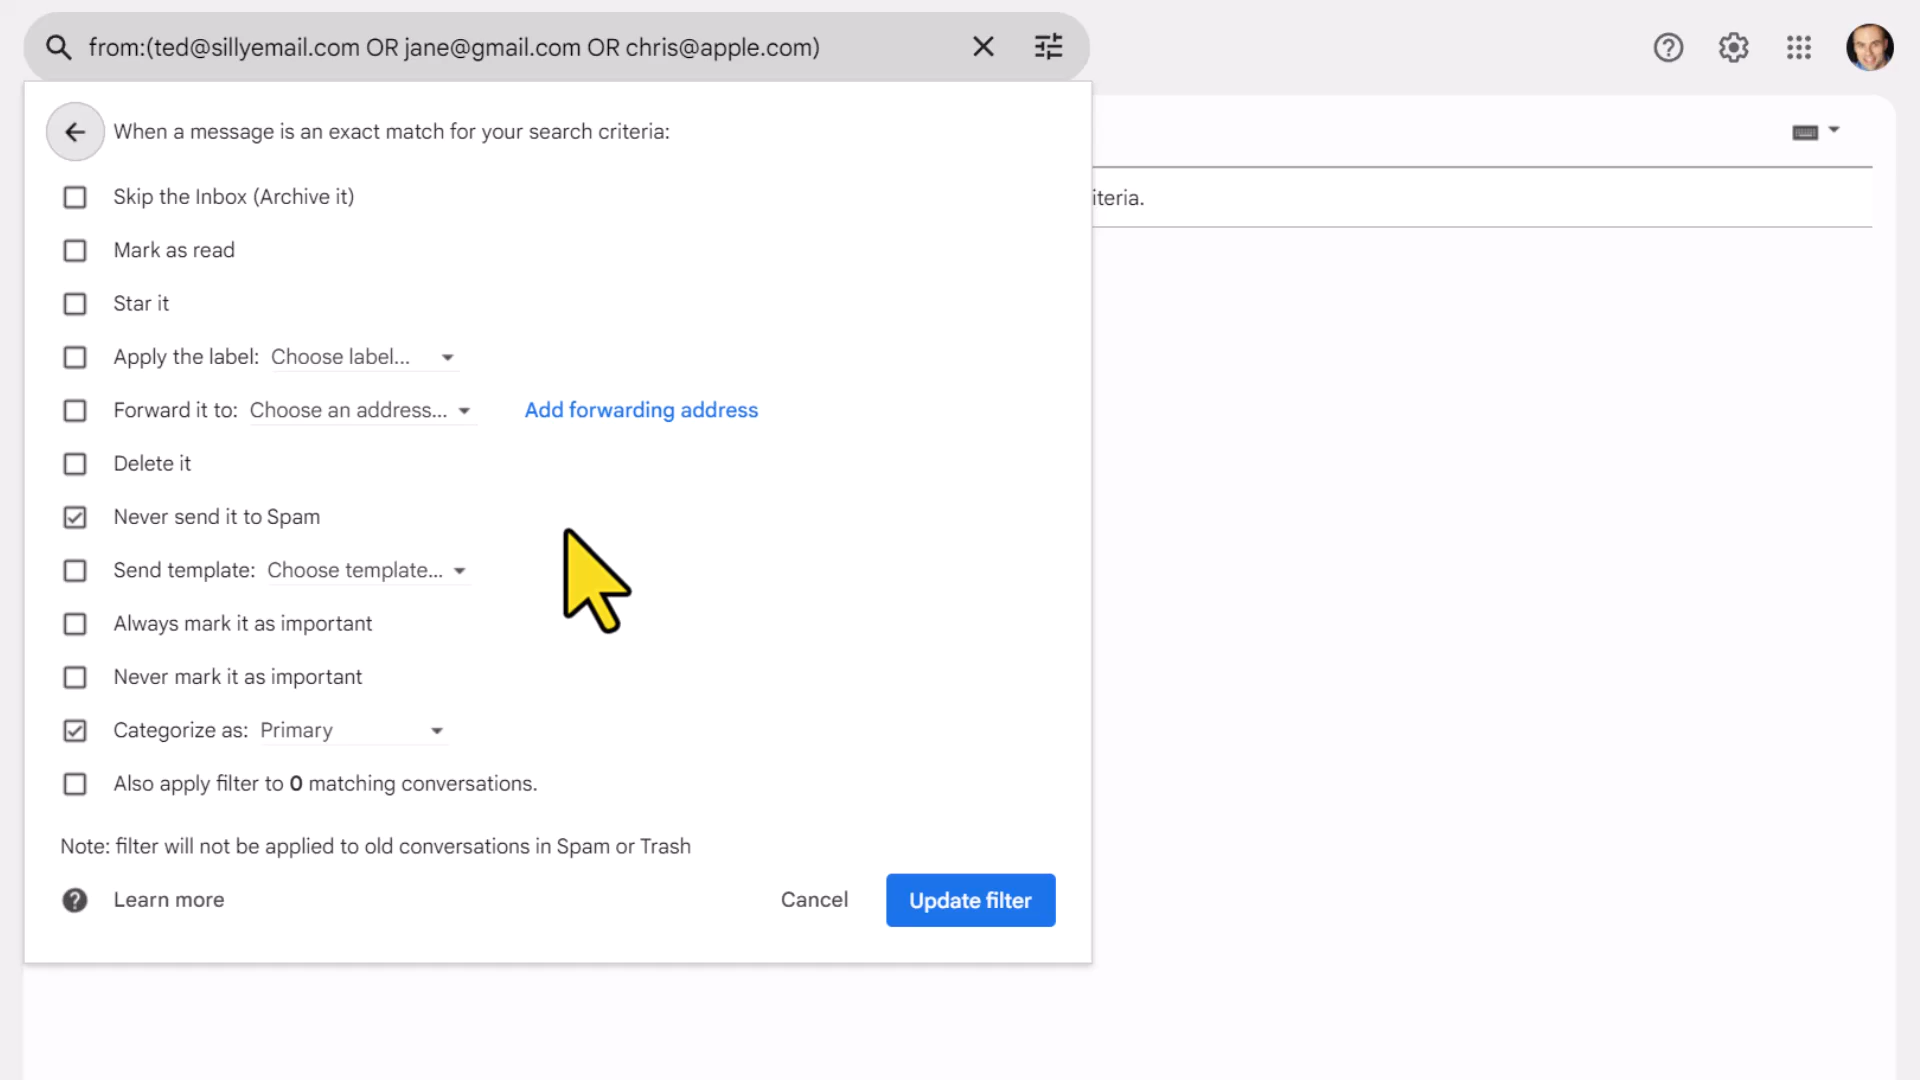 from:(ted@sillyemail.com OR jane@gmail.com OR chris@apple.com)
When a message is an exact match for your search criteria:
iteria.
Skip the Inbox (Archive it)
Mark as read
Star it
Apply the label: Choose label...
Forward it to: Choose an address... Add forwarding address
Delete it
Never send it to Spam
Send template: Choose template...
Always mark it as important
Never mark it as important
Categorize as: Primary
Also apply filter to 0 matching conversations.
Note: filter will not be applied to old conversations in Spam or Trash
Learn more Cancel Update filter